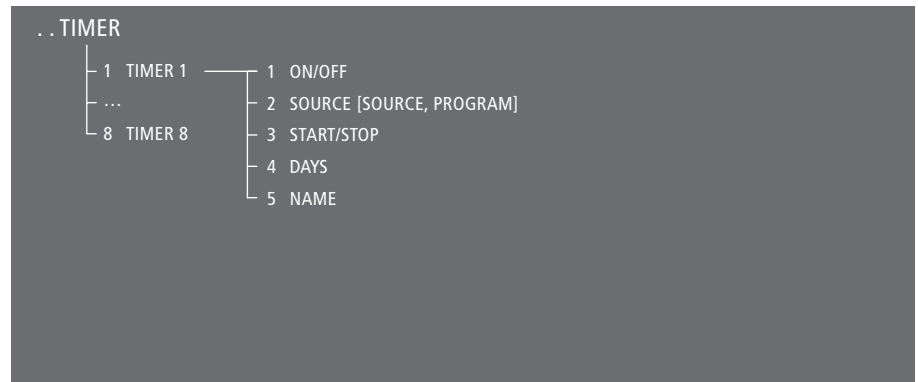 . . TIMER
1 TIMER 1
1 ON/OFF
...
2 SOURCE [SOURCE, PROGRAM]
8 TIMER 8
3 START/STOP
4 DAYS
5 NAME